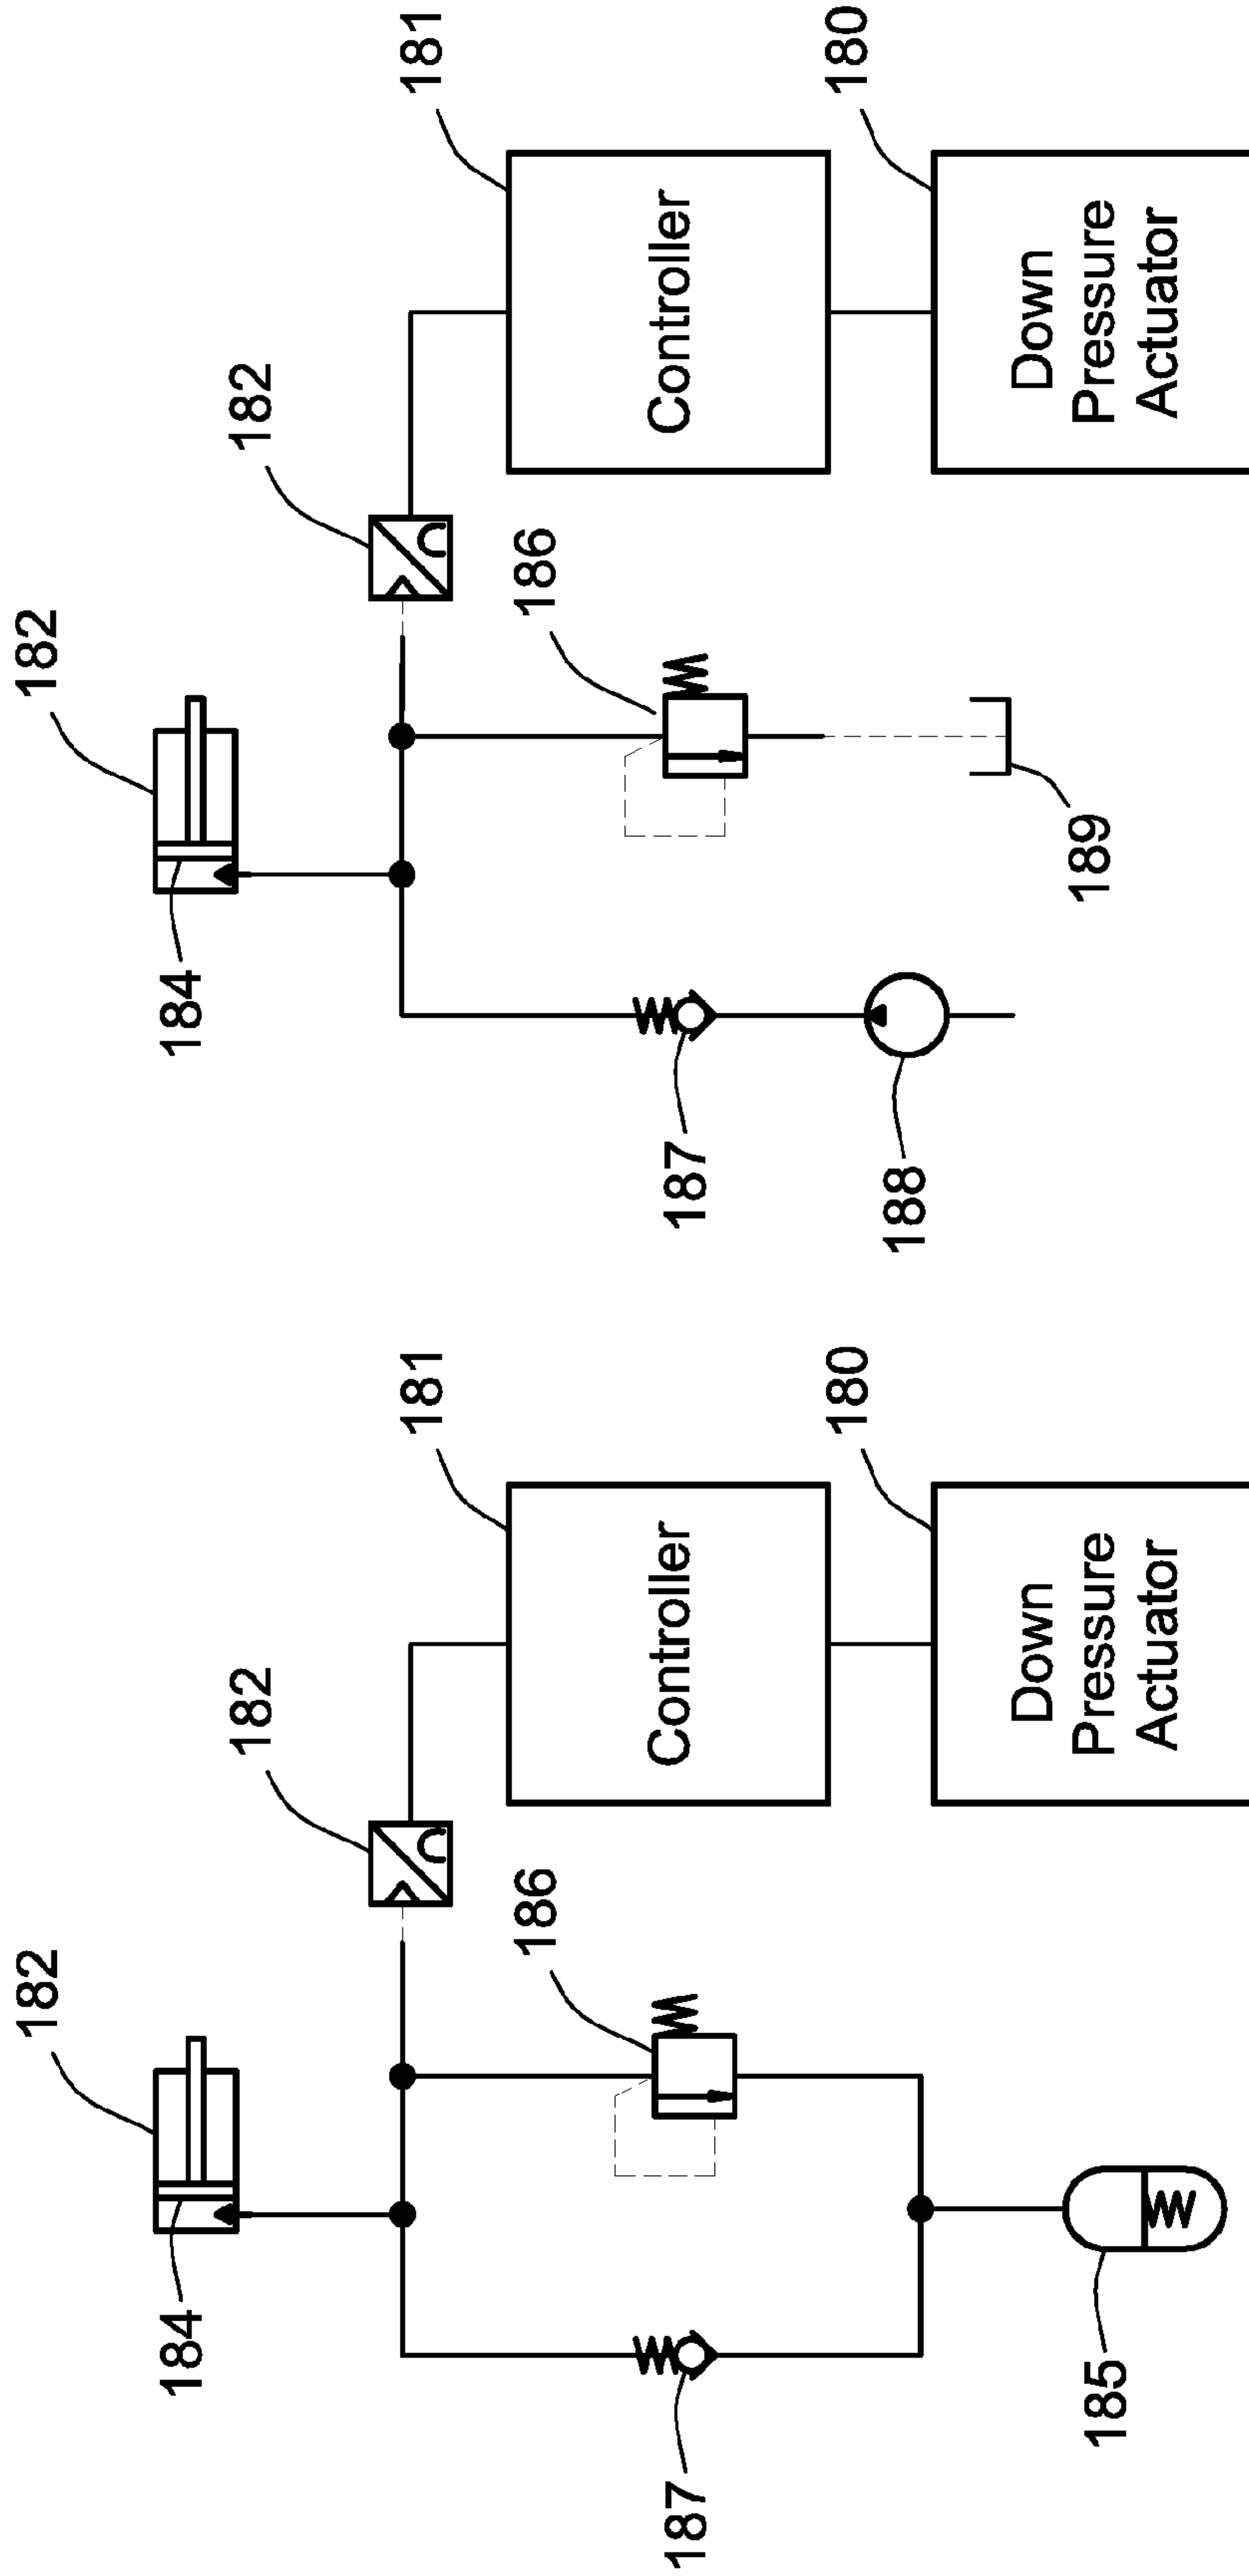 182
184
182
181
186
Controller
187
180
Down
Pressure
Actuator
185
182
184
182
181
186
Controller
187
180
188
Down
Pressure
Actuator
189